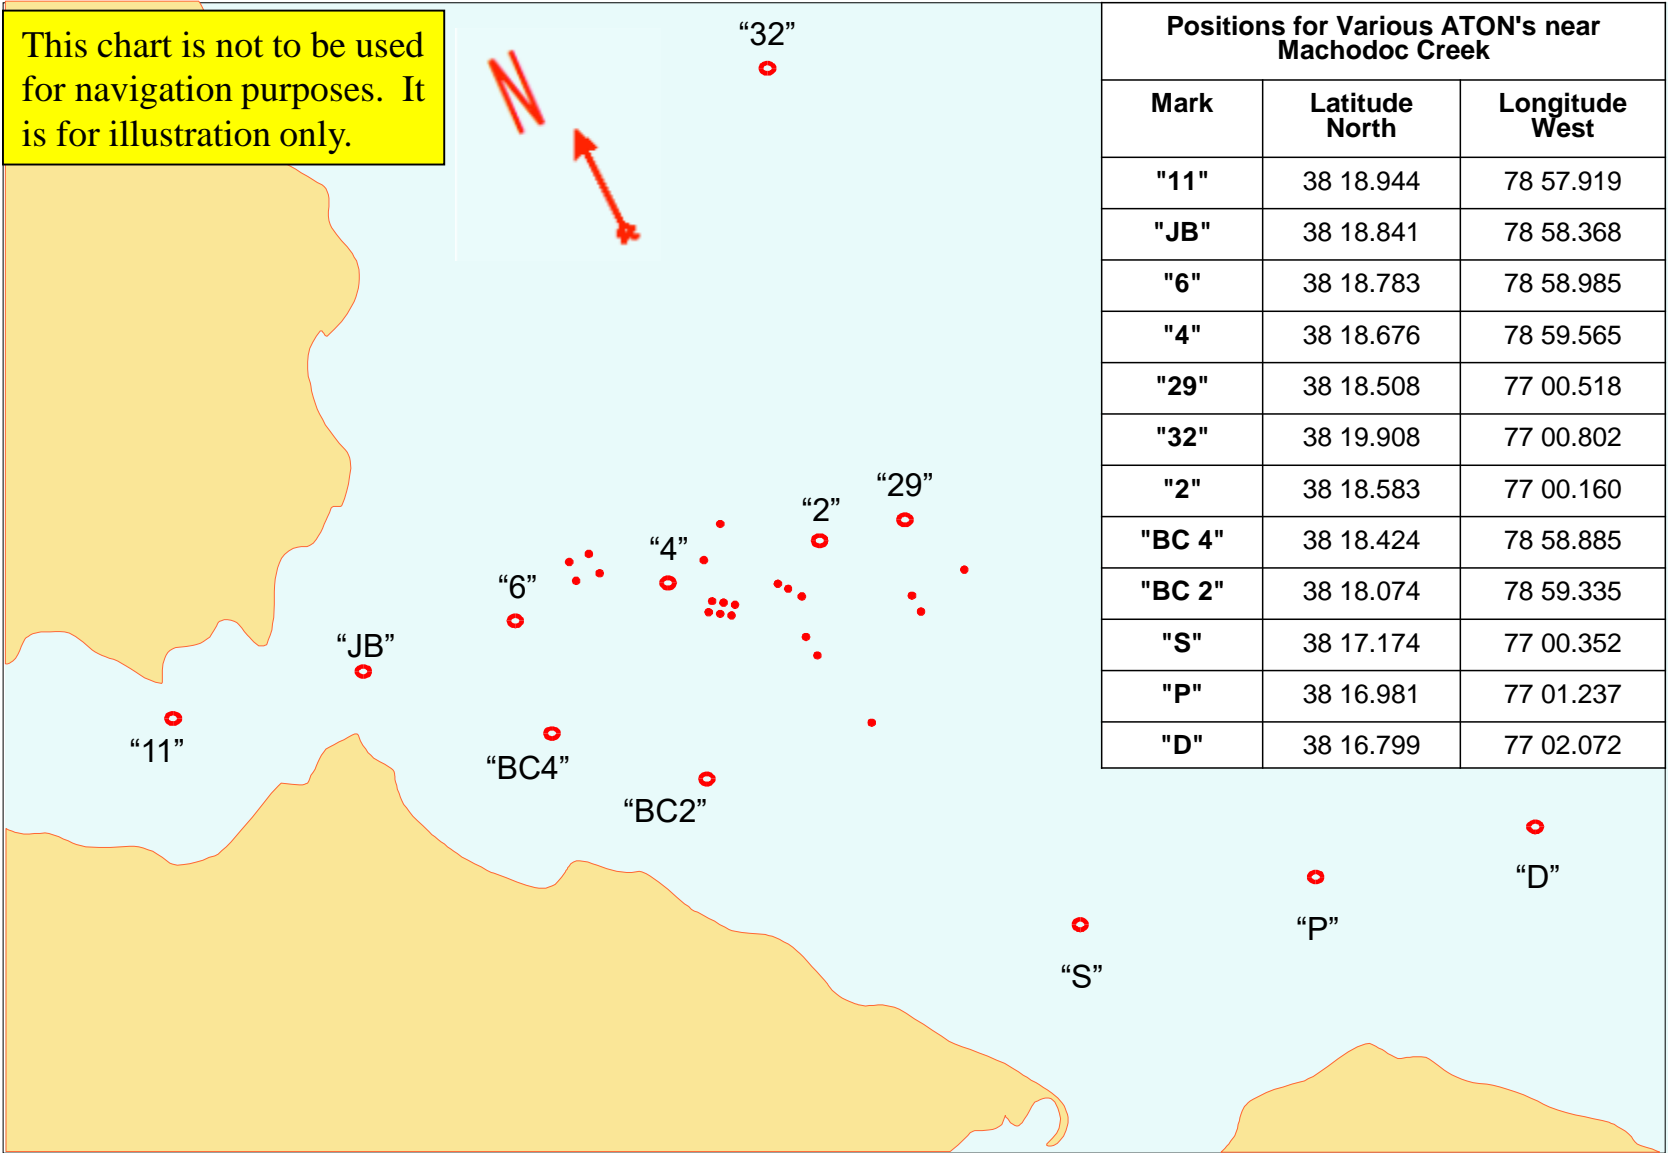 This chart is not to be used
for navigation purposes. It
is for illustration only.
N
“32”
“29”
“2”
“4”
“6”
“JB”
“11”
“BC4”
“BC2”
“D”
“P”
“S”
Positions for Various ATON's near
Machodoc Creek
Mark Latitude North Longitude West
"11" 38 18.944 78 57.919
"JB" 38 18.841 78 58.368
"6" 38 18.783 78 58.985
"4" 38 18.676 78 59.565
"29" 38 18.508 77 00.518
"32" 38 19.908 77 00.802
"2" 38 18.583 77 00.160
"BC 4" 38 18.424 78 58.885
"BC 2" 38 18.074 78 59.335
"S" 38 17.174 77 00.352
"P" 38 16.981 77 01.237
"D" 38 16.799 77 02.072